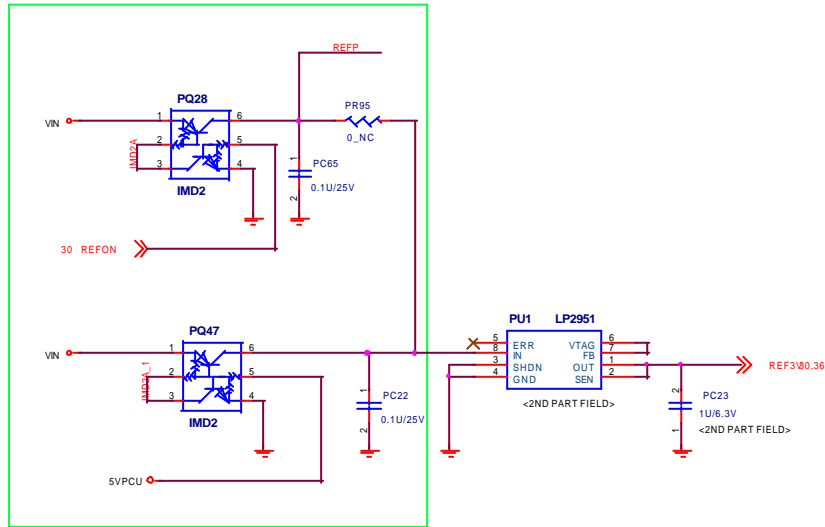 REFP
PQ28
PR95
VIN
1
6
2
5
0_NC
IMD2A
3
4
1
PC65
IMD2
0.1U/25V
2
30 REFON
PQ47
PU1 LP2951
VIN
1
6
5
ERR
VTAG
6
8
IN
FB
7
2
5
3
SHDN
OUT
1
4
GND
SEN
2
IMD2A_1
3
4
1
PC22
2
PC23
IMD2
0.1U/25V
1U/6.3V
2
1
<2ND PART FIELD>
<2ND PART FIELD>
5VPCU